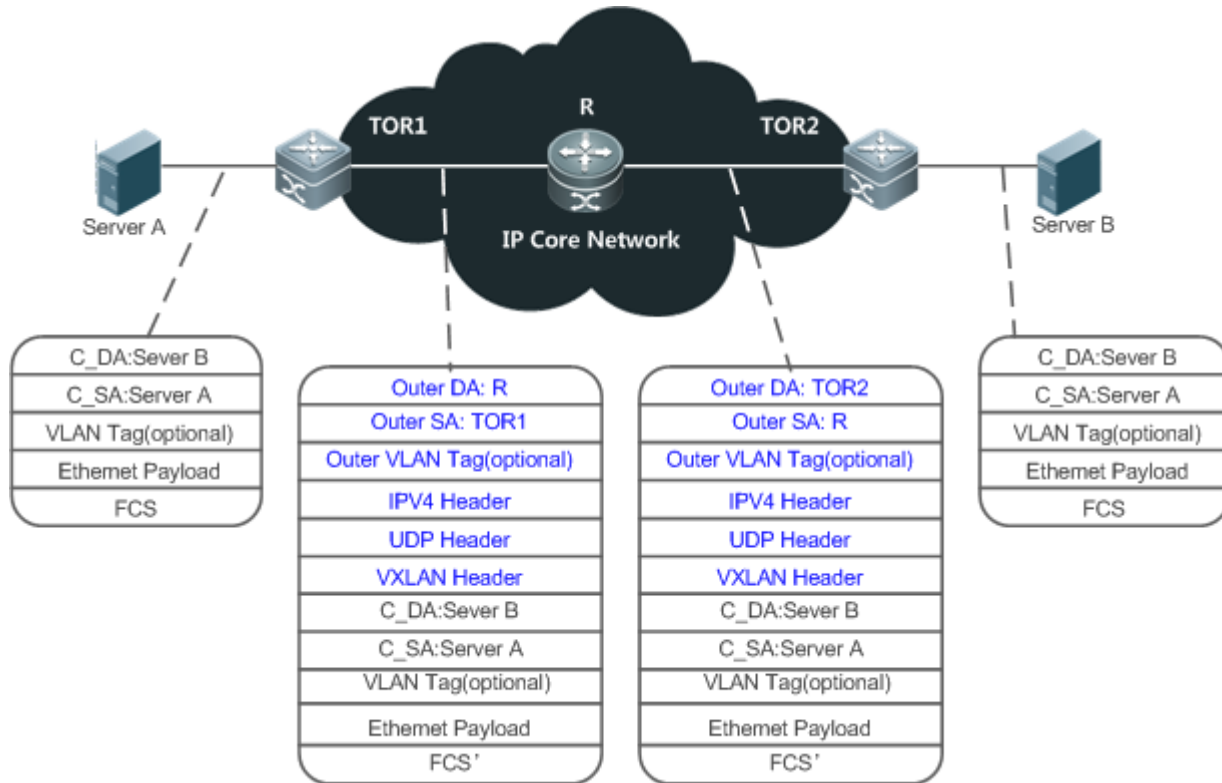 R
TOR1
TOR2
Server A
IP Core Network
Server B
C_DA:Sever B
C_SA:Server A
VLAN Tag(optional)
Ethernet Payload
FCS
Outer DA: R
Outer SA: TOR1
Outer VLAN Tag(optional)
IPV4 Header
UDP Header
VXLAN Header
C_DA:Sever B
C_SA:Server A
VLAN Tag(optional)
Ethernet Payload
FCS'
Outer DA: TOR2
Outer SA: R
Outer VLAN Tag(optional)
IPV4 Header
UDP Header
VXLAN Header
C_DA:Sever B
C_SA:Server A
VLAN Tag(optional)
Ethernet Payload
FCS'
C_DA:Sever B
C_SA:Server A
VLAN Tag(optional)
Ethernet Payload
FCS